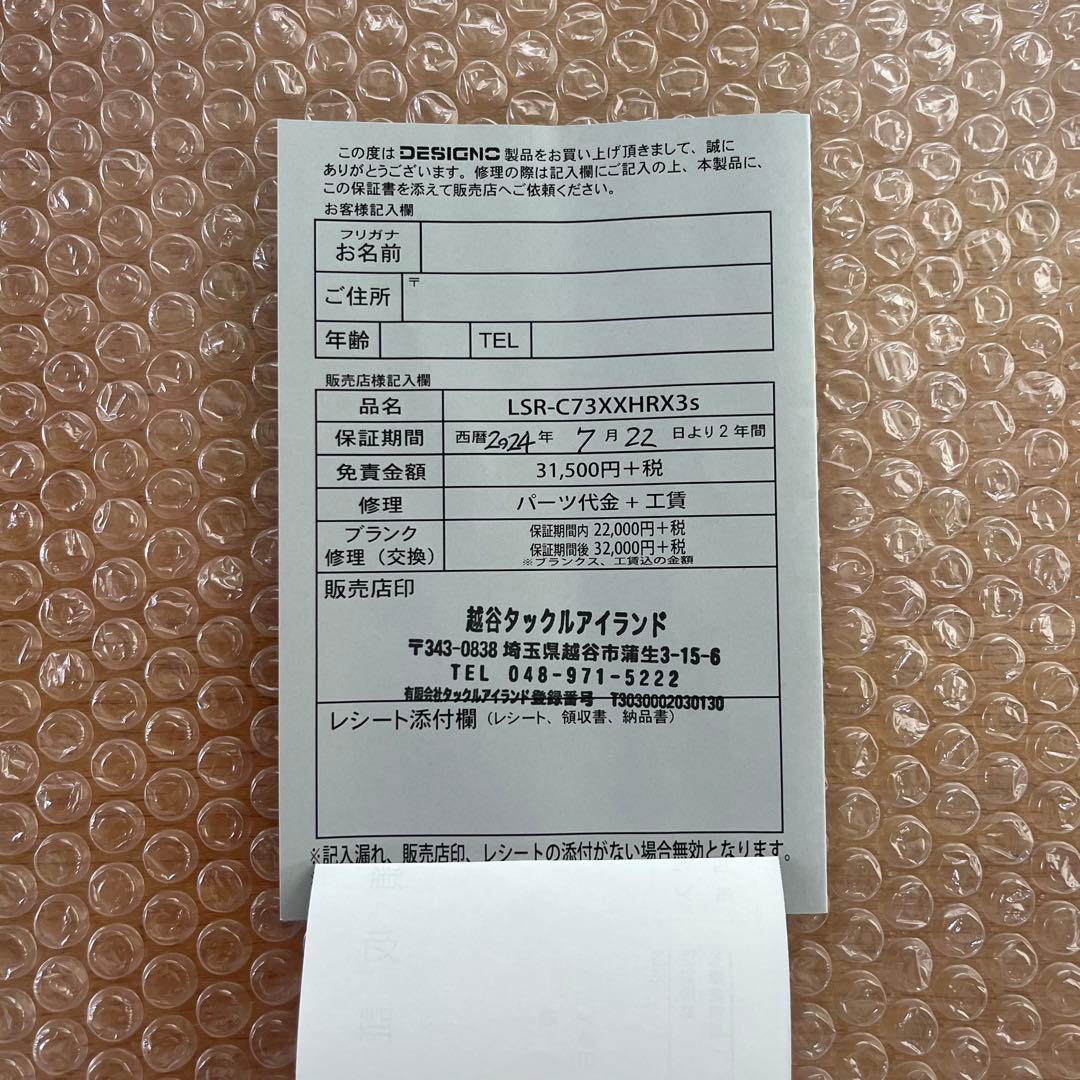 この度は DESIGNO 製品をお買い上げ頂きまして、誠に
ありがとうございます。修理の際は記入欄にご記入の上、本製品に、
この保証書を添えて販売店へご依頼ください。
お客様記入欄
フリガナ
お名前
ご住所 〒
年齢 TEL
販売店様記入欄
品名 LSR-C73XXHRX3s
保証期間 西暦2024年 7月22日より2年間
免責金額 31,500円+税
修理 パーツ代金+工賃
ブランク
修理(交換)
保証期間内 22,000円+税
保証期間後 32,000円+税
※ブランクス、工賃込の金額
販売店印
越谷タックルアイランド
〒343-0838 埼玉県越谷市蒲生3-15-6
TEL 048-971-5222
有限会社タックルアイランド登録番号 T3030002030130
レシート添付欄(レシート、領収書、納品書)
※記入漏れ、販売店印、レシートの添付がない場合無効となります。